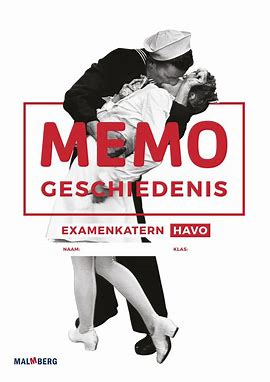 MEMO
GESCHIEDENIS
EXAMENKATERN HAVO
NAAM: KLAS:
MALMBERG